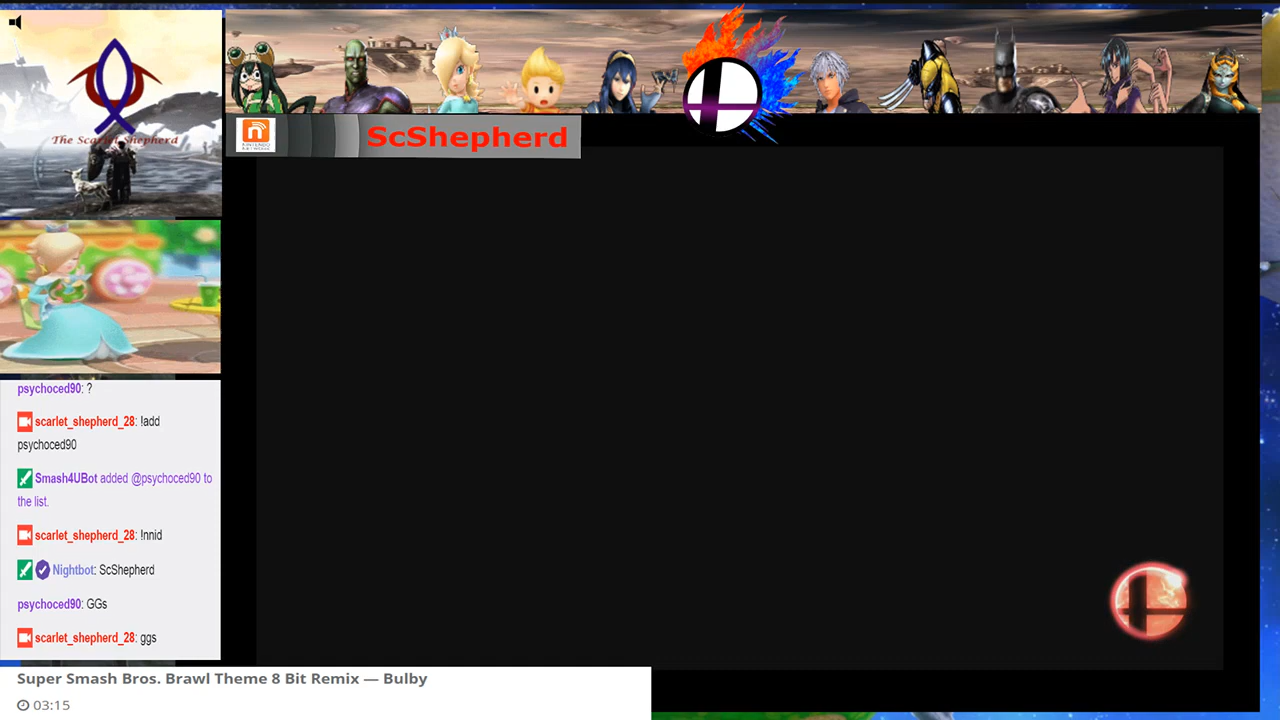 The Scarlet Shepherd
ScShepherd
psychoced90: ?
scarlet_shepherd_28: !add
psychoced90
Smash4UBot added @psychoced90 to
the list.
scarlet_shepherd_28: !nnid
Nightbot: ScShepherd
psychoced90: GGs
scarlet_shepherd_28: ggs
Super Smash Bros. Brawl Theme 8 Bit Remix — Bulby
03:15